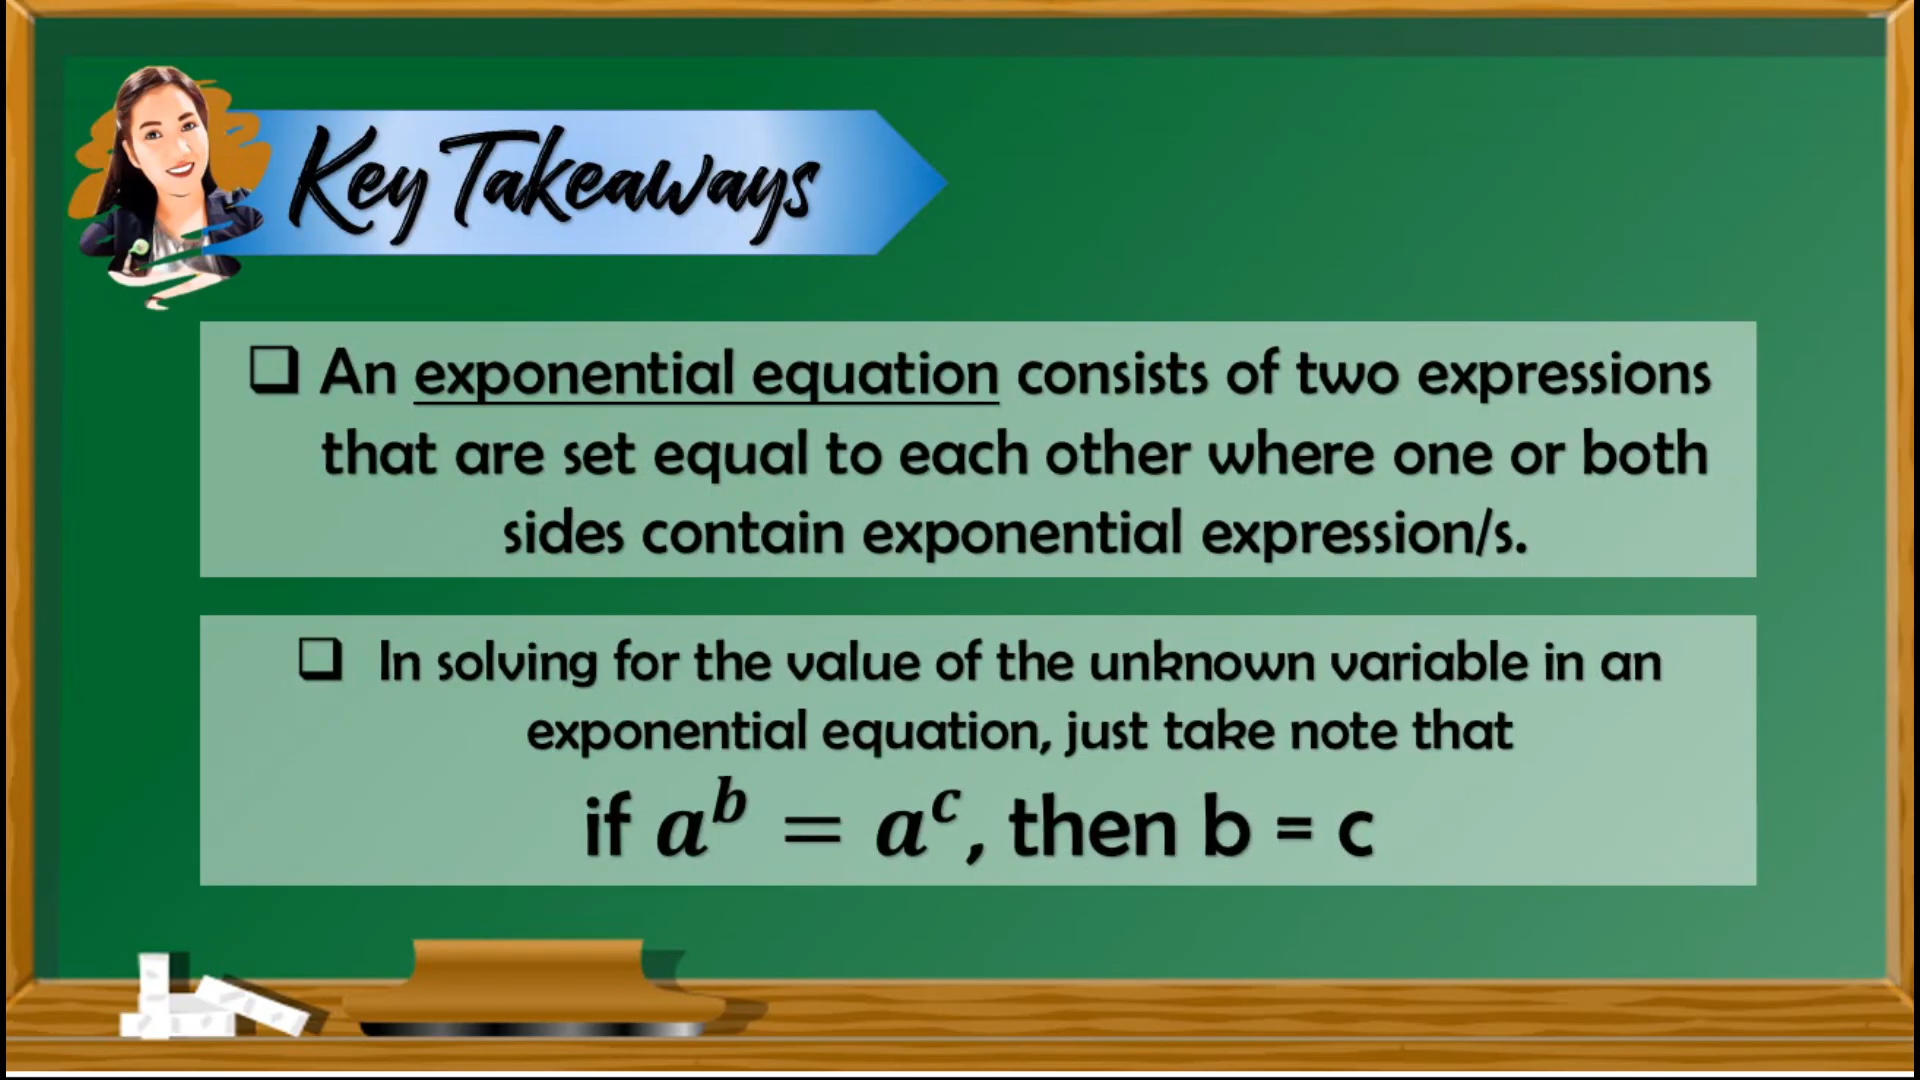 Key Takeaways
❑ An exponential equation consists of two expressions
that are set equal to each other where one or both
sides contain exponential expression/s.
❑ In solving for the value of the unknown variable in an
exponential equation, just take note that
if a^b = a^c, then b = c